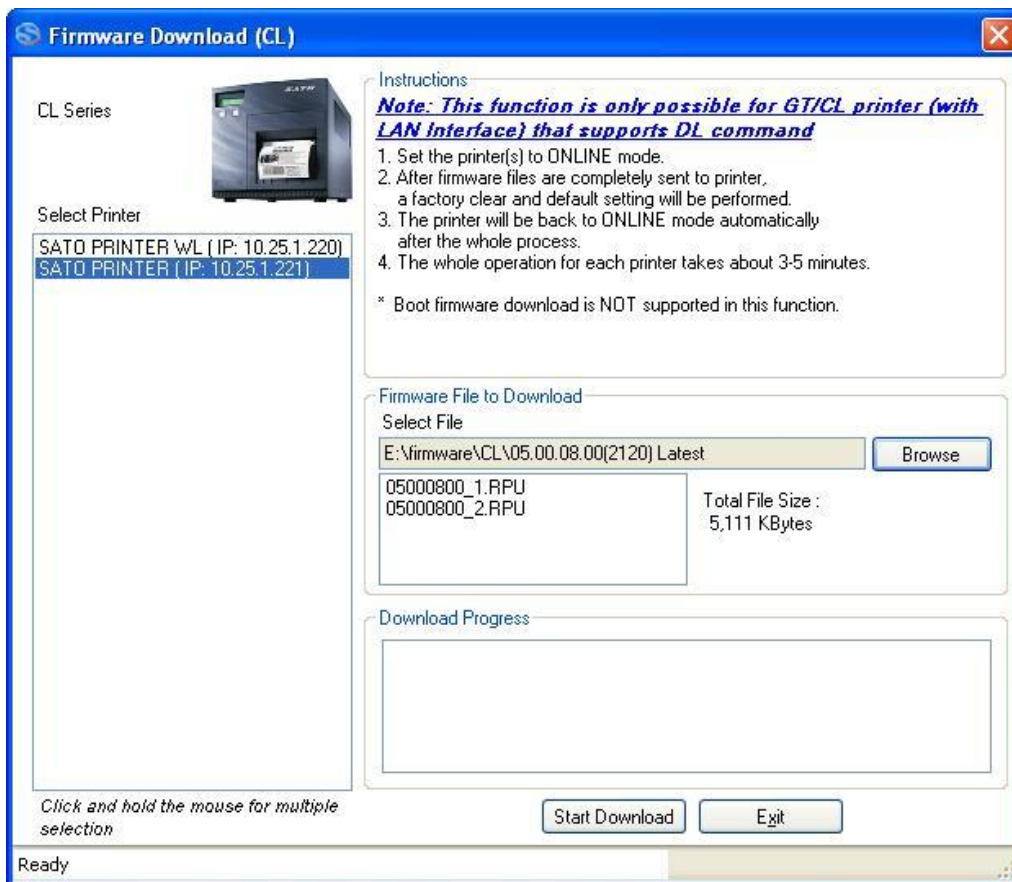 Firmware Download (CL)
CL Series
SATO
Select Printer
SATO PRINTER WL ( IP: 10.25.1.220)
SATO PRINTER ( IP: 10.25.1.221)
Click and hold the mouse for multiple
selection
Instructions
Note: This function is only possible for GT/CL printer (with
LAN Interface) that supports DL command
1. Set the printer(s) to ONLINE mode.
2. After firmware files are completely sent to printer,
a factory clear and default setting will be performed.
3. The printer will be back to ONLINE mode automatically
after the whole process.
4. The whole operation for each printer takes about 3-5 minutes.
* Boot firmware download is NOT supported in this function.
Firmware File to Download
Select File
E:\firmware\CL\05.00.08.00(2120) Latest
Browse
05000800_1.RPU
05000800_2.RPU
Total File Size :
5,111 KBytes
Download Progress
Start Download
Exit
Ready